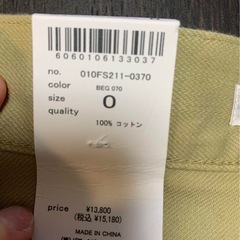 6060106133037
no. 010FS211-0370
color BEG 070
size 0
quality
100% コットン
price ¥13,800
(税込 ¥15,180)
MADE IN CHINA